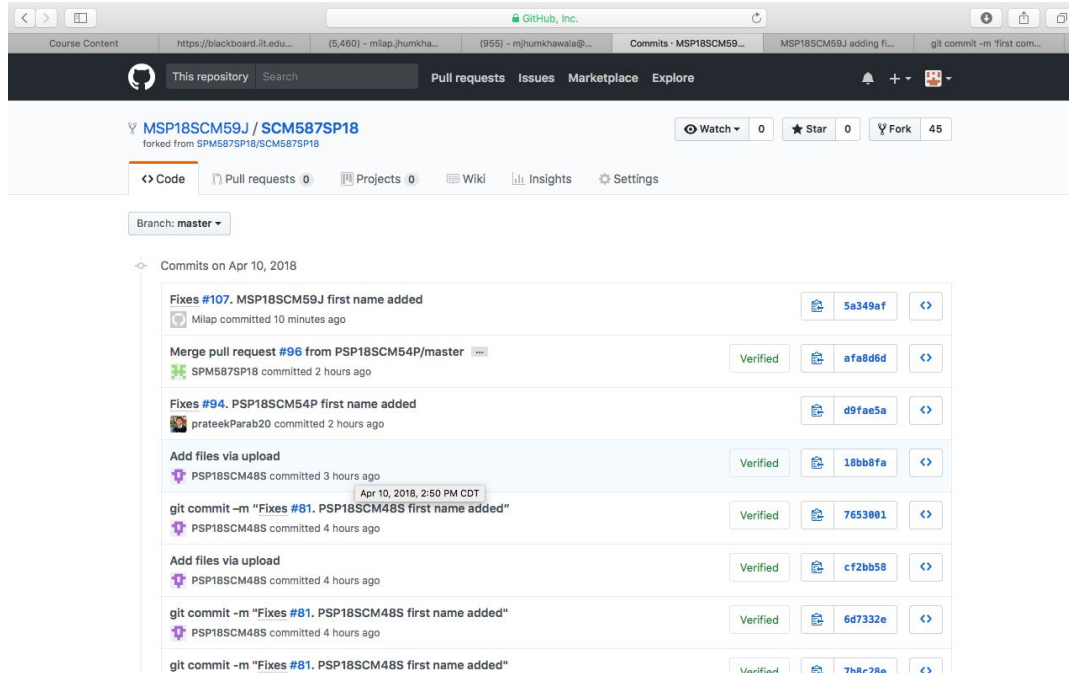 GitHub, Inc.
Course Content https://blackboard.iit.edu... (5,460) - milap.jhumkha... (955) - mjhumkhawala@... Commits · MSP18SCM59... MSP18SCM59J adding fi... git commit -m 'first com...
This repository Search Pull requests Issues Marketplace Explore
MSP18SCM59J / SCM587SP18
forked from SPM587SP18/SCM587SP18
Watch 0 Star 0 Fork 45
<> Code Pull requests 0 Projects 0 Wiki Insights Settings
Branch: master
Commits on Apr 10, 2018
Fixes #107. MSP18SCM59J first name added
Milap committed 10 minutes ago
5a349af
Merge pull request #96 from PSP18SCM54P/master ...
SPM587SP18 committed 2 hours ago
Verified afa8d6d
Fixes #94. PSP18SCM54P first name added
prateekParab20 committed 2 hours ago
d9fae5a
Add files via upload
PSP18SCM48S committed 3 hours ago
Verified 18bb8fa
Apr 10, 2018, 2:50 PM CDT
git commit –m “Fixes #81. PSP18SCM48S first name added”
PSP18SCM48S committed 4 hours ago
Verified 7653001
Add files via upload
PSP18SCM48S committed 4 hours ago
Verified cf2bb58
git commit -m "Fixes #81. PSP18SCM48S first name added"
PSP18SCM48S committed 4 hours ago
Verified 6d7332e
git commit -m "Fixes #81. PSP18SCM48S first name added"
Verified 7b8c28e